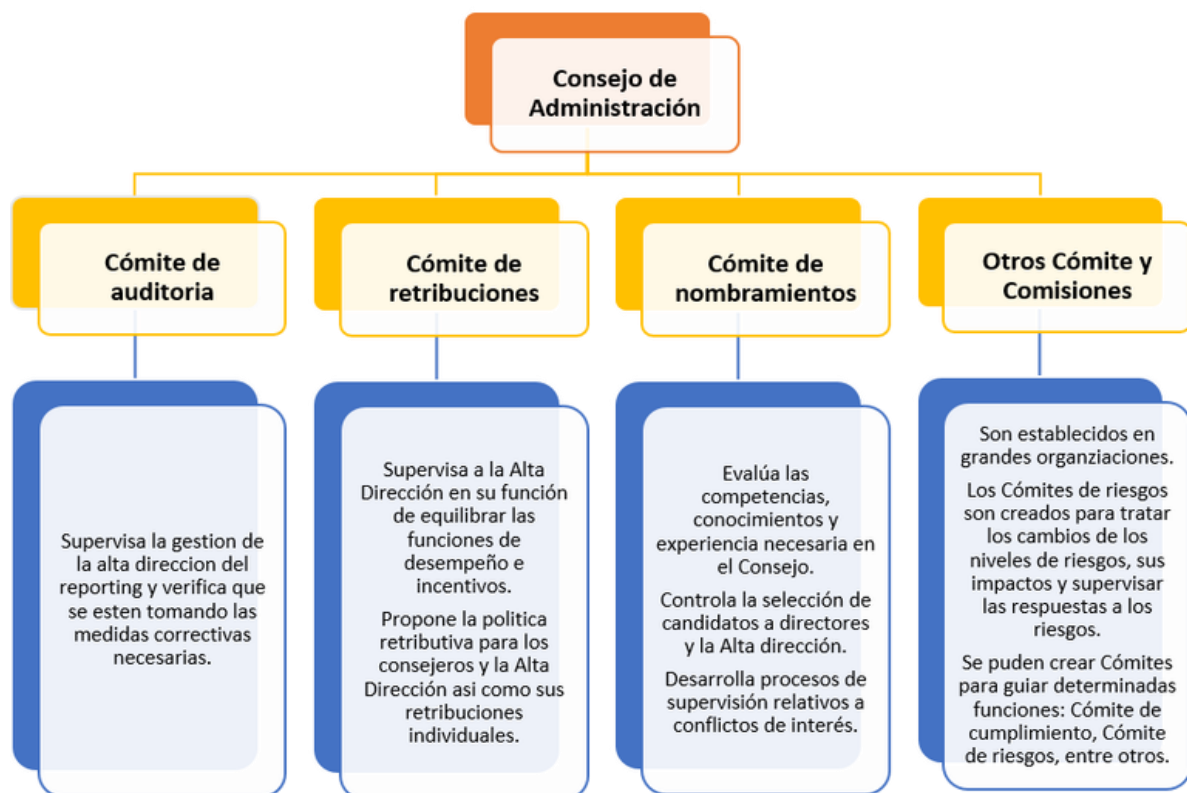 Consejo de
Administración
Cómite de
auditoria
Cómite de
retribuciones
Cómite de
nombramientos
Otros Cómite y
Comisiones
Supervisa la gestion de
la alta direccion del
reporting y verifica que
se esten tomando las
medidas correctivas
necesarias.
Supervisa a la Alta
Dirección en su función
de equilibrar las
funciones de
desempeño e
incentivos.
Propone la politica
retributiva para los
consejeros y la Alta
Dirección asi como sus
retribuciones
individuales.
Evalúa las
competencias,
conocimientos y
experiencia necesaria en
el Consejo.
Controla la selección de
candidatos a directores
y la Alta dirección.
Desarrolla procesos de
supervisión relativos a
conflictos de interés.
Son establecidos en
grandes organziaciones.
Los Cómites de riesgos
son creados para tratar
los cambios de los
niveles de riesgos, sus
impactos y supervisar
las respuestas a los
riesgos.
Se puden crear Cómites
para guiar determinadas
funciones: Cómite de
cumplimiento, Cómite
de riesgos, entre otros.